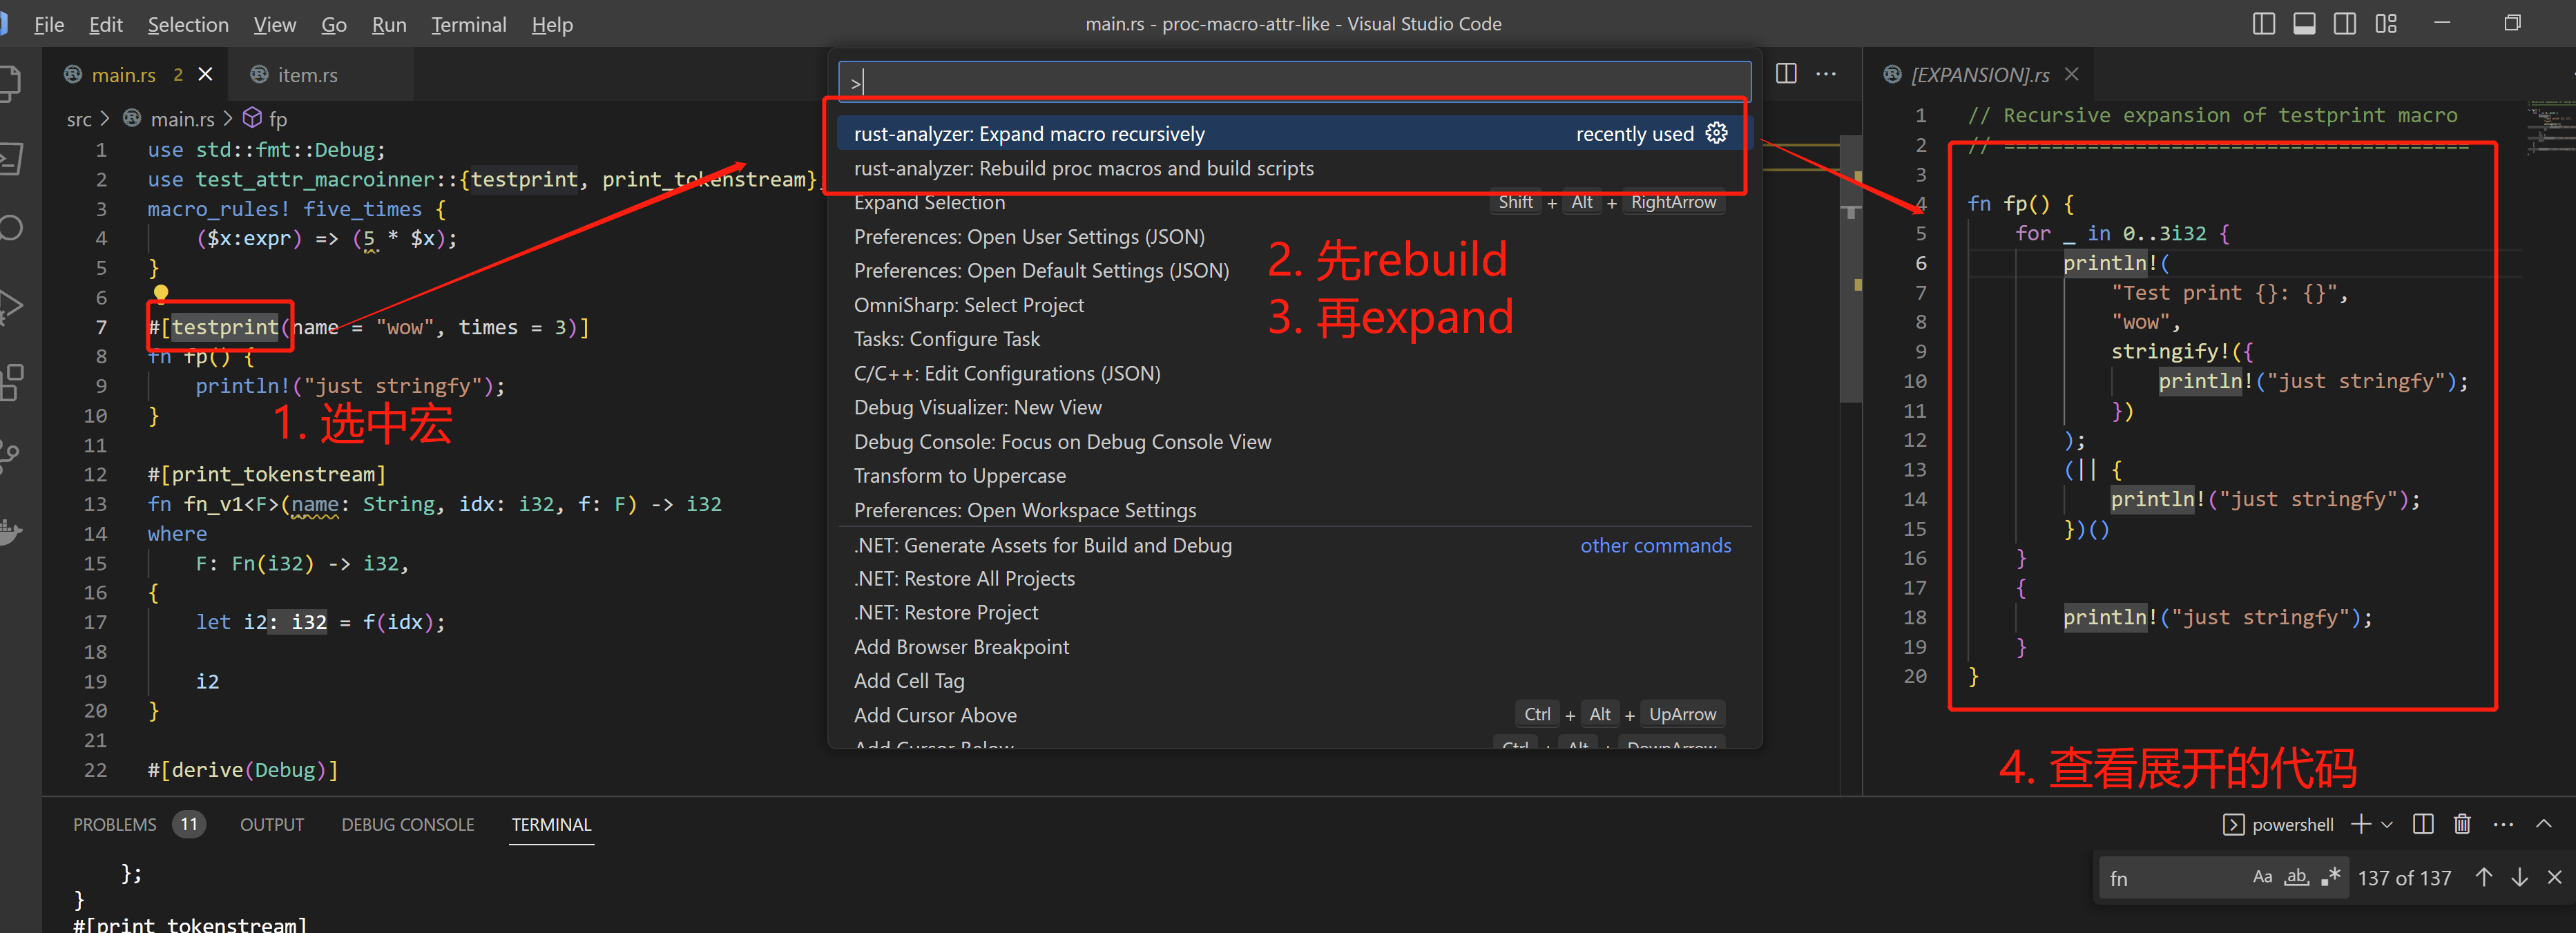 File Edit Selection View Go Run Terminal Help
main.rs - proc-macro-attr-like - Visual Studio Code
main.rs 2
item.rs
src > main.rs > fp
1 use std::fmt::Debug;
2 use test_attr_macroinner::{testprint, print_tokenstream}
3 macro_rules! five_times {
4 ($x:expr) => (5 * $x);
5 }
6
7 #[testprint(name = "wow", times = 3)]
8 fn fp() {
9 println!("just stringfy");
10 }
1. 选中宏
11
12 #[print_tokenstream]
13 fn fn_v1<F>(name: String, idx: i32, f: F) -> i32
14 where
15 F: Fn(i32) -> i32,
16 {
17 let i2: i32 = f(idx);
18
19 i2
20 }
21
22 #[derive(Debug)]
>
rust-analyzer: Expand macro recursively recently used
rust-analyzer: Rebuild proc macros and build scripts
Expand Selection Shift + Alt + RightArrow
Preferences: Open User Settings (JSON)
Preferences: Open Default Settings (JSON)
OmniSharp: Select Project
Tasks: Configure Task
C/C++: Edit Configurations (JSON)
Debug Visualizer: New View
Debug Console: Focus on Debug Console View
Transform to Uppercase
Preferences: Open Workspace Settings
.NET: Generate Assets for Build and Debug other commands
.NET: Restore All Projects
.NET: Restore Project
Add Browser Breakpoint
Add Cell Tag
Add Cursor Above Ctrl + Alt + UpArrow
Add Cursor Below Ctrl + Alt + DownArrow
2. 先rebuild
3. 再expand
[EXPANSION].rs
1 // Recursive expansion of testprint macro
2 // =======================================
3
4 fn fp() {
5 for _ in 0..3i32 {
6 println!(
7 "Test print {}: {}",
8 "wow",
9 stringify!({
10 println!("just stringfy");
11 })
12 );
13 (|| {
14 println!("just stringfy");
15 })()
16 }
17 {
18 println!("just stringfy");
19 }
20 }
4. 查看展开的代码
PROBLEMS 11 OUTPUT DEBUG CONSOLE TERMINAL
powershell
};
}
#[print_tokenstream]
fn Aa ab 137 of 137